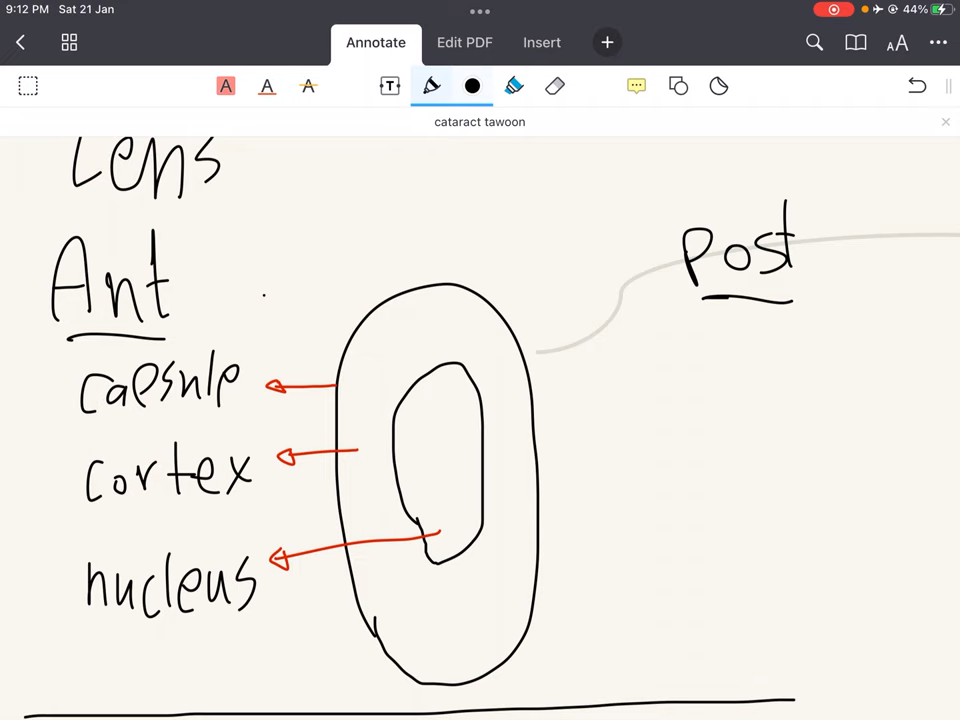 9:12 PM Sat 21 Jan
44%
Annotate Edit PDF Insert
cataract tawoon
Lens
Ant
Post
capsule
cortex
nucleus